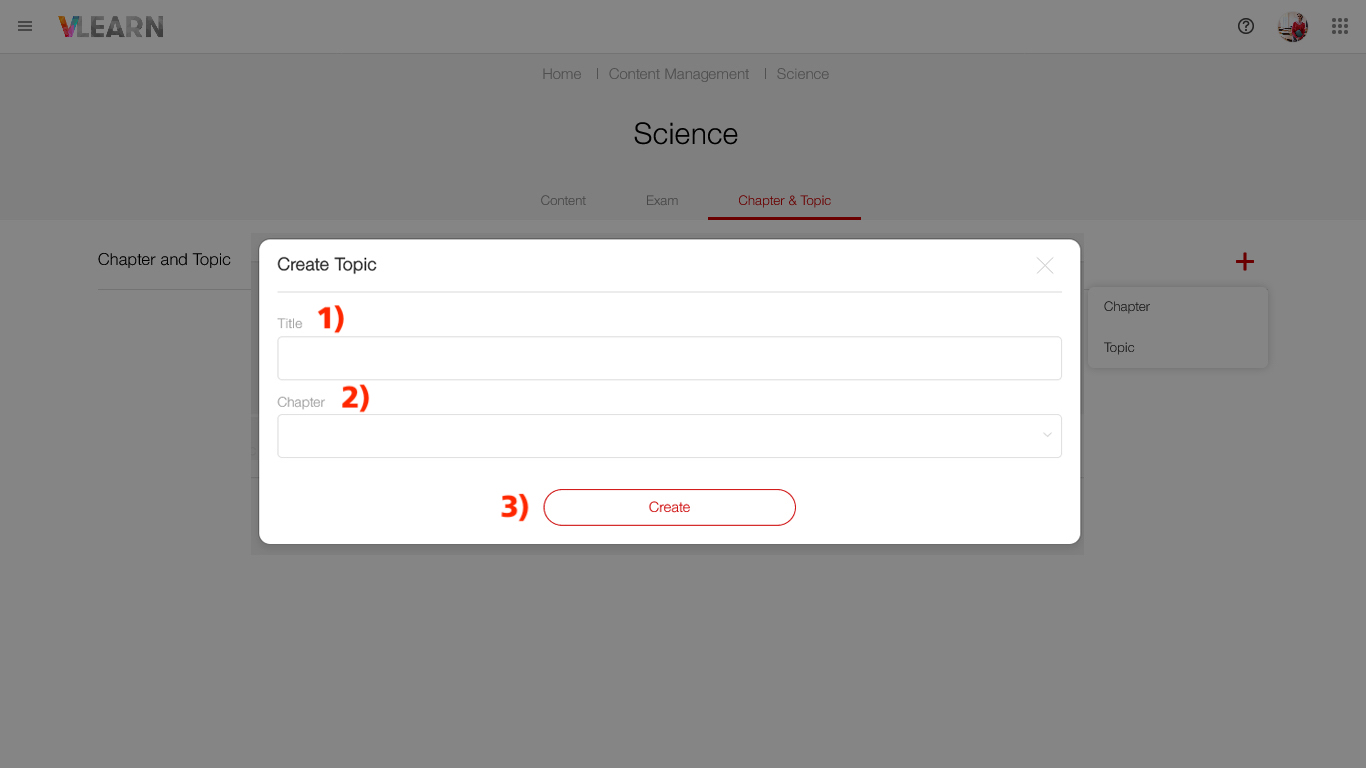 VLEARN
Home | Content Management | Science
Science
Content Exam Chapter & Topic
Chapter and Topic
Create Topic
Chapter
Topic
Title 1)
Chapter 2)
3) Create